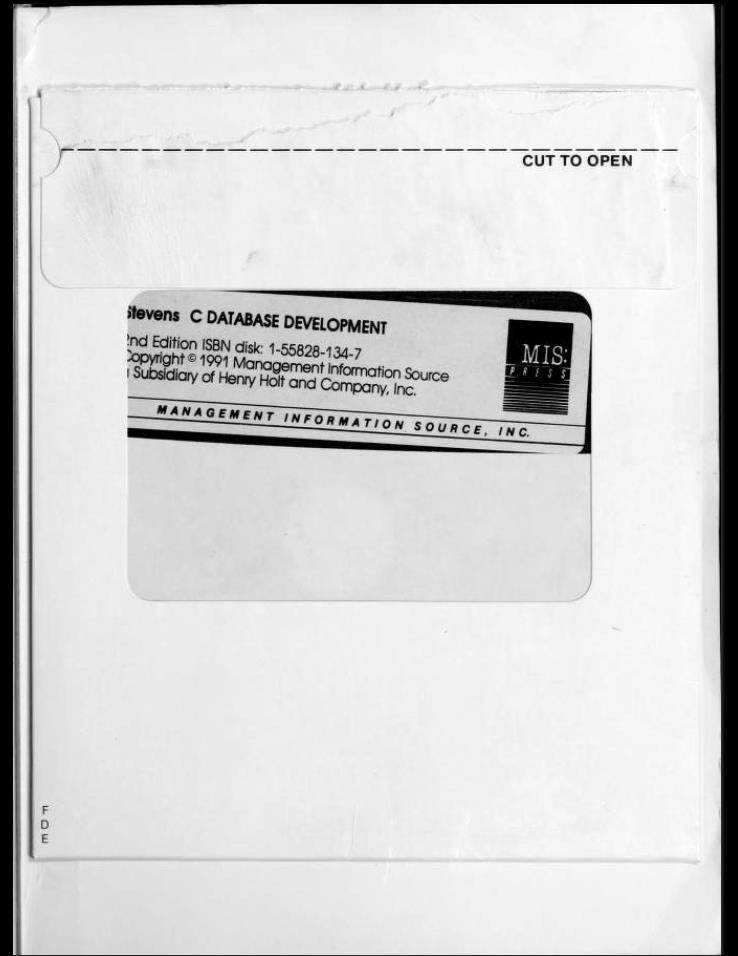 CUT TO OPEN
Stevens C DATABASE DEVELOPMENT
2nd Edition ISBN disk: 1-55828-134-7
Copyright © 1991 Management Information Source
a Subsidiary of Henry Holt and Company, Inc.
MIS:
PRESS
MANAGEMENT INFORMATION SOURCE, INC.
F
D
E